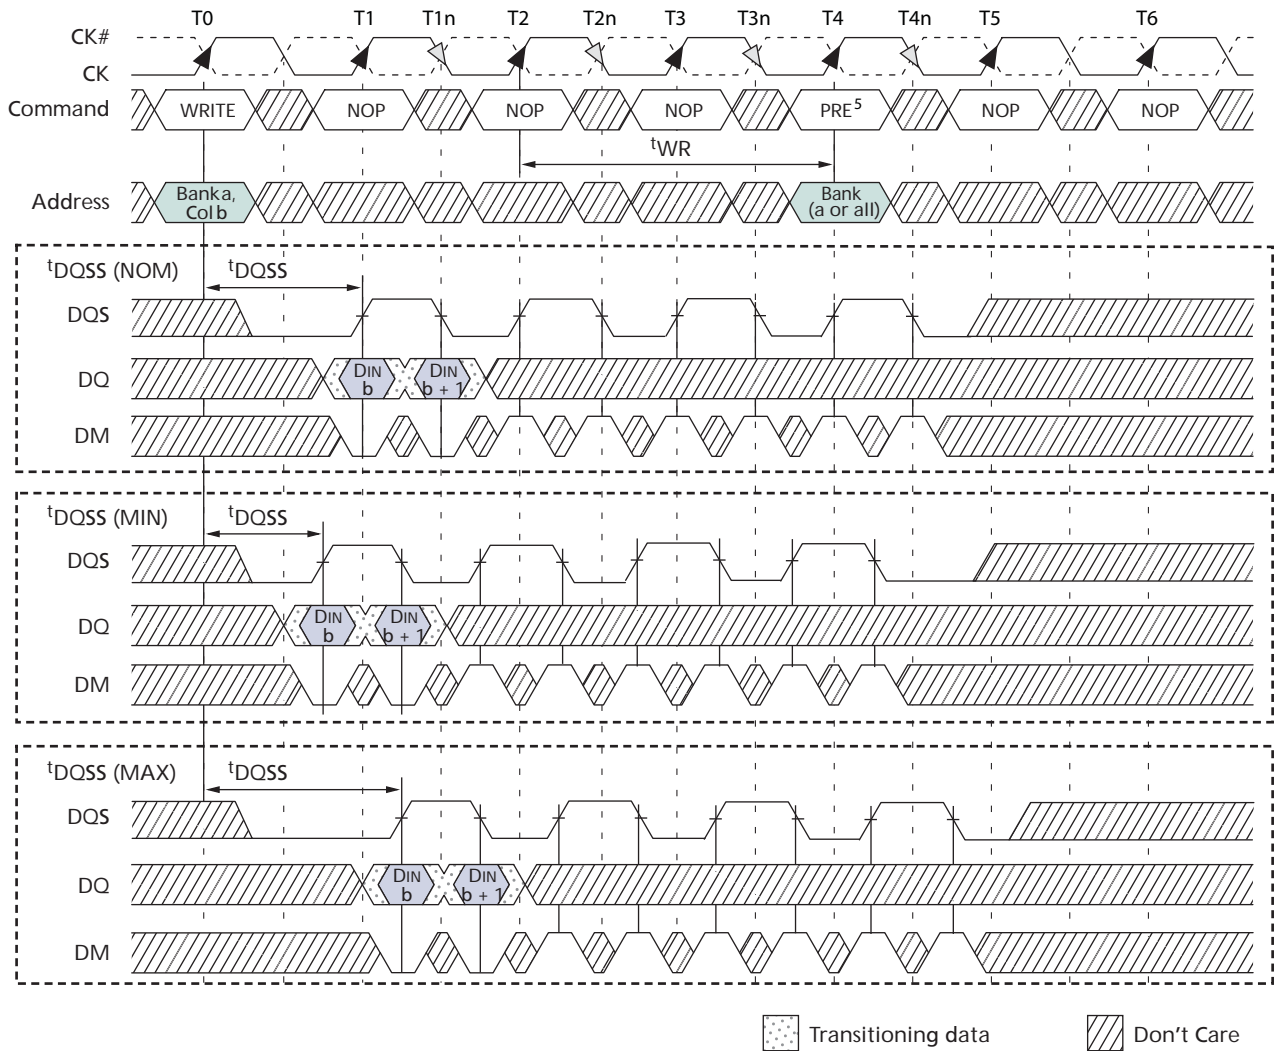 T0 T1 T1n T2 T2n T3 T3n T4 T4n T5 T6
CK#
CK
Command WRITE NOP NOP NOP PRE5 NOP NOP
tWR
Address Bank a, Col b Bank (a or all)
tDQSS (NOM) tDQSS
DQS
DQ DIN b DIN b + 1
DM
tDQSS (MIN) tDQSS
DQS
DQ DIN b DIN b + 1
DM
tDQSS (MAX) tDQSS
DQS
DQ DIN b DIN b + 1
DM
Transitioning data Don't Care